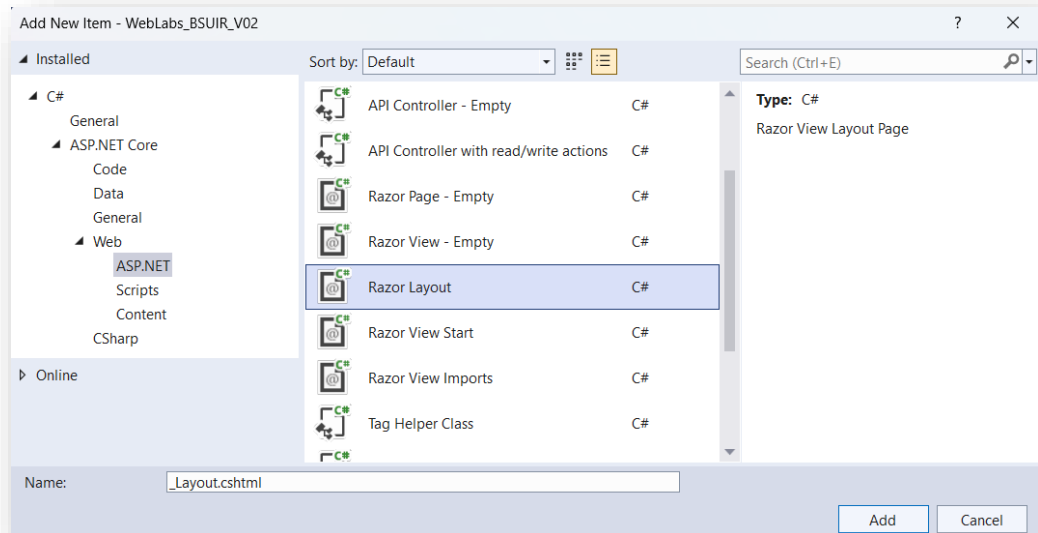 Add New Item - WebLabs_BSUIR_V02 ? ×
Installed
Sort by: Default
Search (Ctrl+E)
C#
General
ASP.NET Core
Code
Data
General
Web
ASP.NET
Scripts
Content
CSharp
Online
C#
API Controller - Empty C#
C#
API Controller with read/write actions C#
C#
@
Razor Page - Empty C#
C#
@
Razor View - Empty C#
C#
@
Razor Layout C#
C#
@
Razor View Start C#
C#
@
Razor View Imports C#
C#
Tag Helper Class C#
C#
Type: C#
Razor View Layout Page
Name: _Layout.cshtml
Add Cancel